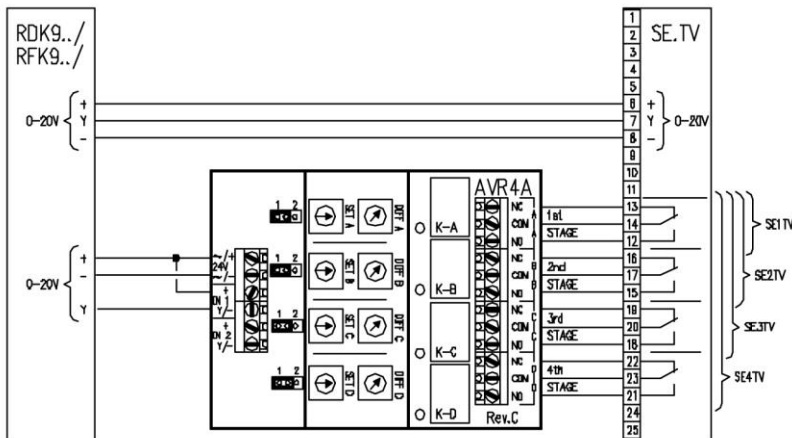 RDK9../
RFK9../
0-20V
+
Y
-
+
-
0-20V
Y
1 2
1 2
1 2
1 2
~/+
24V
~/-
+
IN 1
Y/-
+
IN 2
Y/-
SET A
DIFF A
SET B
DIFF B
SET C
DIFF C
SET D
DIFF D
K-A
K-B
K-C
K-D
AVR4A
NC
COM
NO
A
A
NC
COM
NO
B
B
NC
COM
NO
C
C
NC
COM
NO
D
D
Rev.C
1st
STAGE
2nd
STAGE
3rd
STAGE
4th
STAGE
1
2
3
4
5
6
7
8
9
10
11
13
14
12
16
17
15
19
20
18
22
23
21
24
25
SE.TV
+
Y
-
0-20V
SE1TV
SE2TV
SE3TV
SE4TV